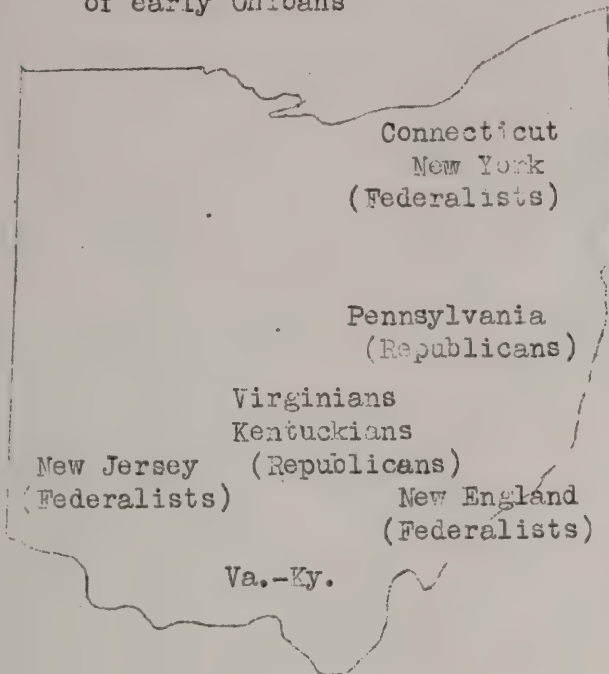 of early Ohioans
Connecticut
New York
(Federalists)
Pennsylvania
(Republicans)
Virginians
Kentuckians
(Republicans)
New Jersey
(Federalists)
New England
(Federalists)
Va.-Ky.